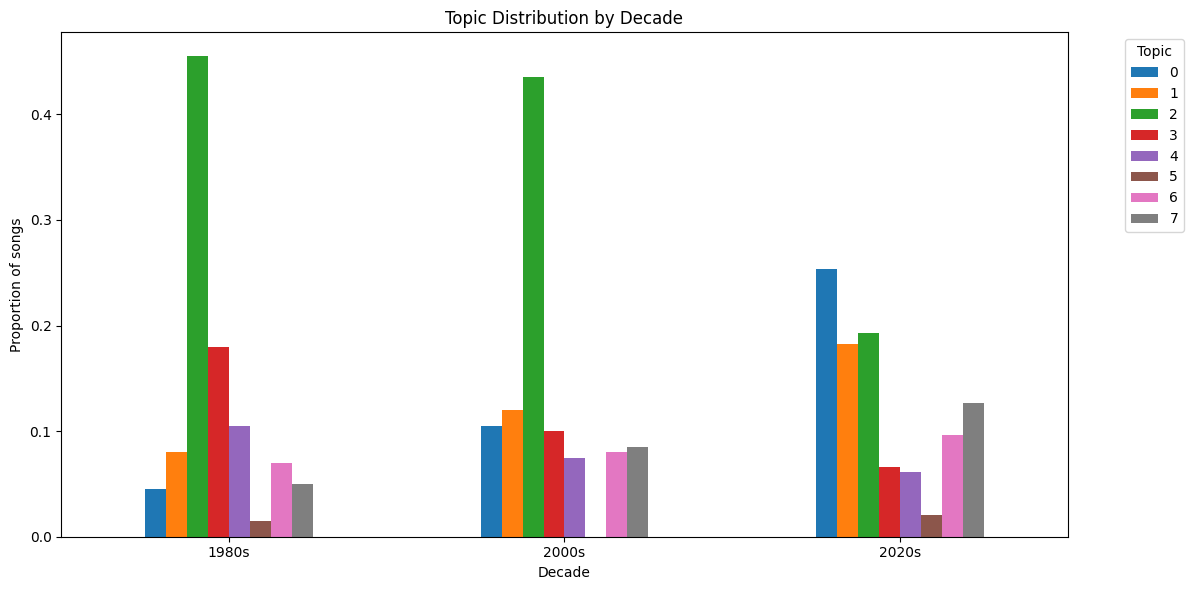 Topic Distribution by Decade
Topic
0
1
2
3
4
5
6
7
Proportion of songs
0.4
0.3
0.2
0.1
0.0
1980s
2000s
2020s
Decade